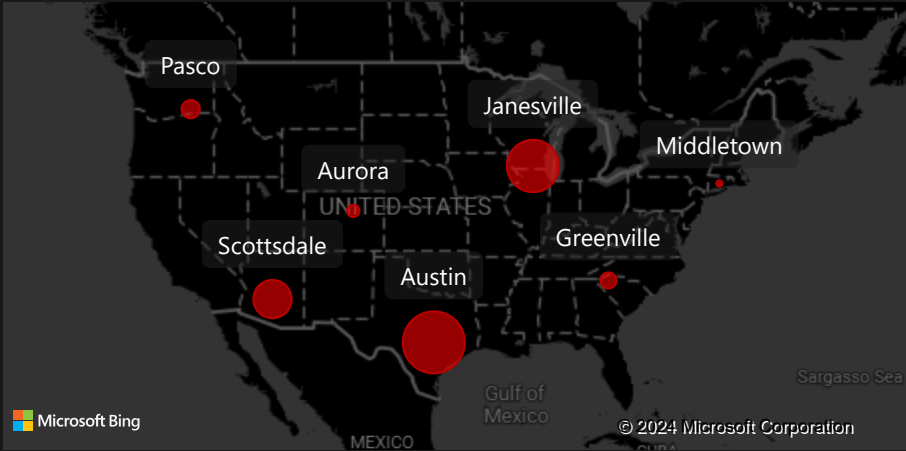 Pasco
Janesville
Middletown
Aurora
UNITED STATES
Scottsdale
Greenville
Austin
Sargasso Sea
Gulf of
Mexico
Microsoft Bing
© 2024 Microsoft Corporation
MEXICO
CUBA